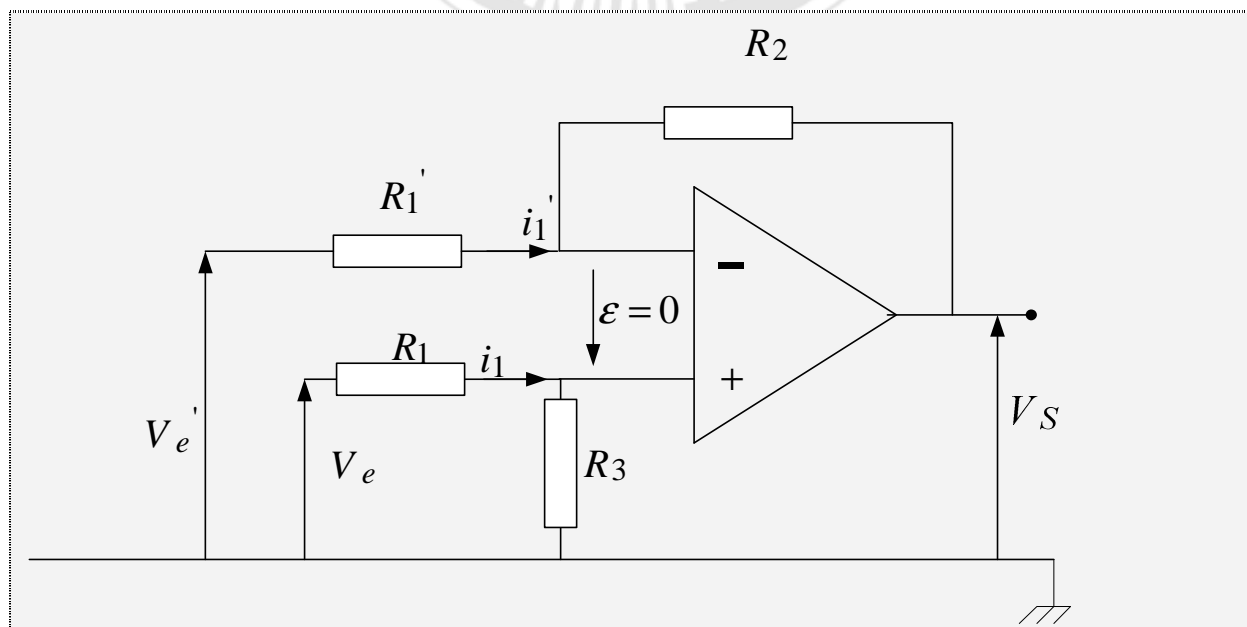 R2
R1'
i1'
−
ε = 0
R1
i1
+
Ve'
Ve
R3
VS